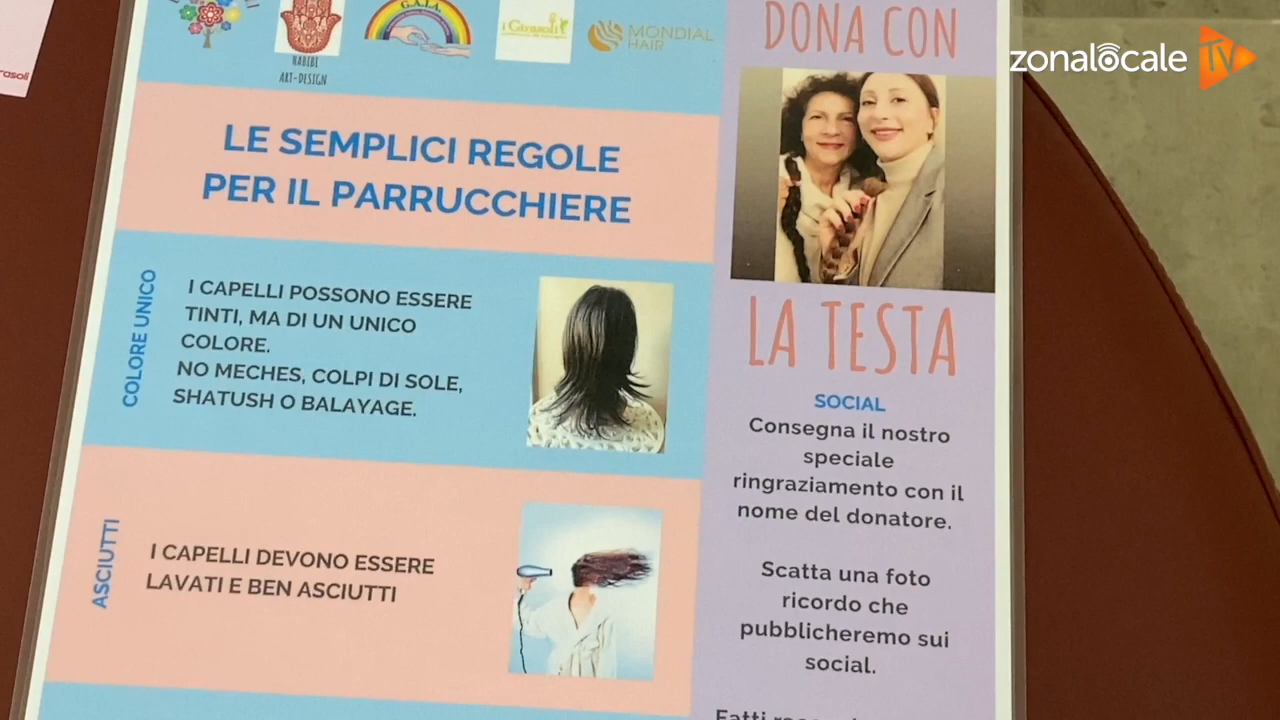 rasoli
HABIBI
ART-DESIGN
G.A.I.A.
i Girasoli
MONDIAL
HAIR
LE SEMPLICI REGOLE
PER IL PARRUCCHIERE
COLORE UNICO
I CAPELLI POSSONO ESSERE
TINTI, MA DI UN UNICO
COLORE.
NO MECHES, COLPI DI SOLE,
SHATUSH O BALAYAGE.
ASCIUTTI
I CAPELLI DEVONO ESSERE
LAVATI E BEN ASCIUTTI
DONA CON
LA TESTA
SOCIAL
Consegna il nostro
speciale
ringraziamento con il
nome del donatore.
Scatta una foto
ricordo che
pubblicheremo sui
social.
zonalocale TV